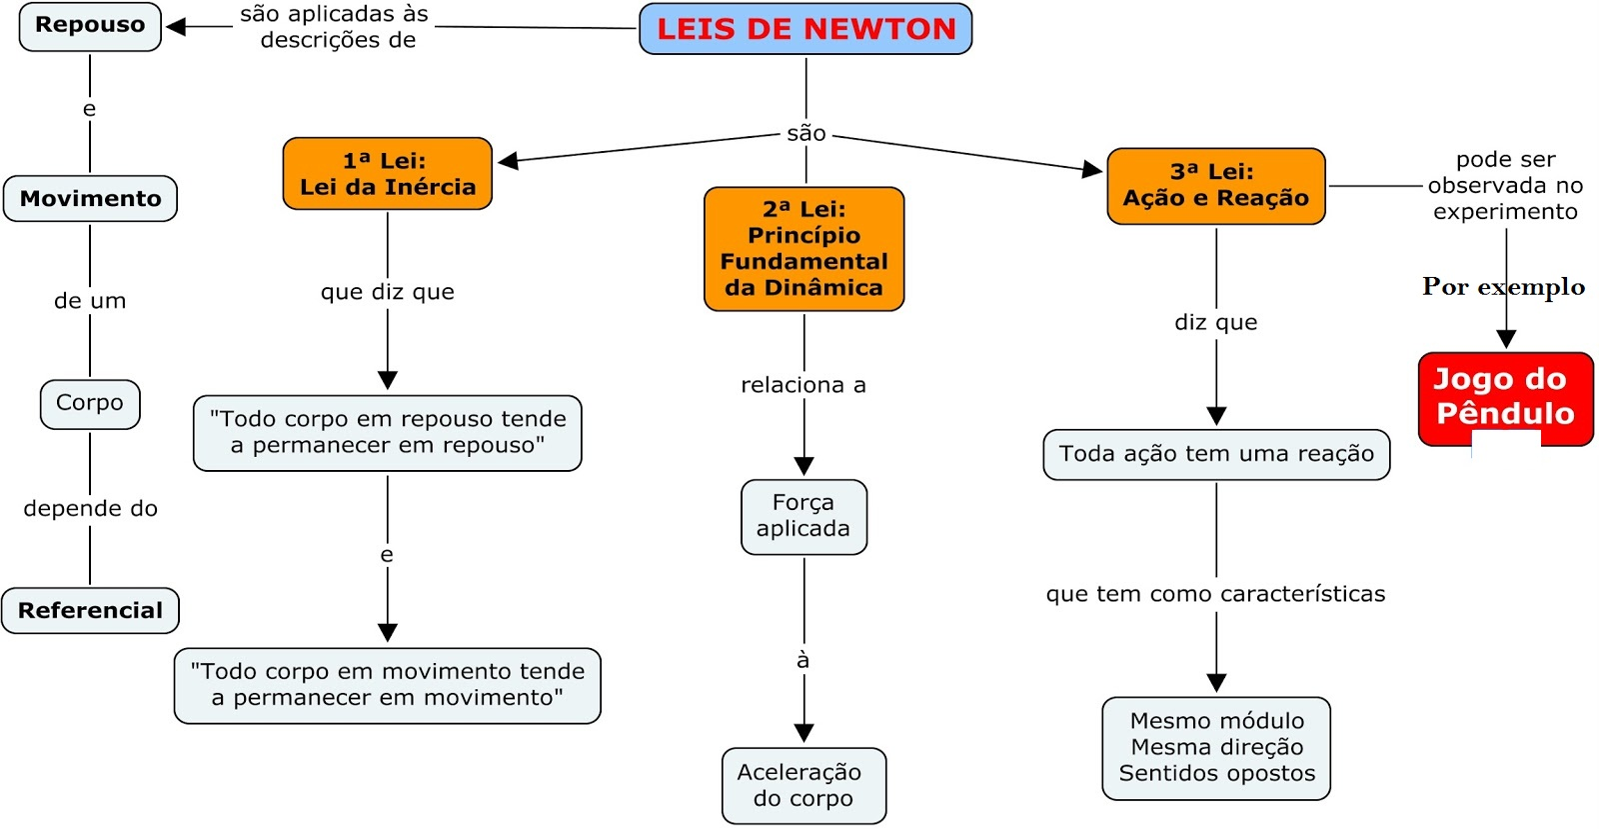 LEIS DE NEWTON
são aplicadas às
descrições de
Repouso
e
Movimento
de um
Corpo
depende do
Referencial
são
1ª Lei:
Lei da Inércia
que diz que
"Todo corpo em repouso tende
a permanecer em repouso"
e
"Todo corpo em movimento tende
a permanecer em movimento"
2ª Lei:
Princípio
Fundamental
da Dinâmica
relaciona a
Força
aplicada
à
Aceleração
do corpo
3ª Lei:
Ação e Reação
diz que
Toda ação tem uma reação
que tem como características
Mesmo módulo
Mesma direção
Sentidos opostos
pode ser
observada no
experimento
Por exemplo
Jogo do
Pêndulo